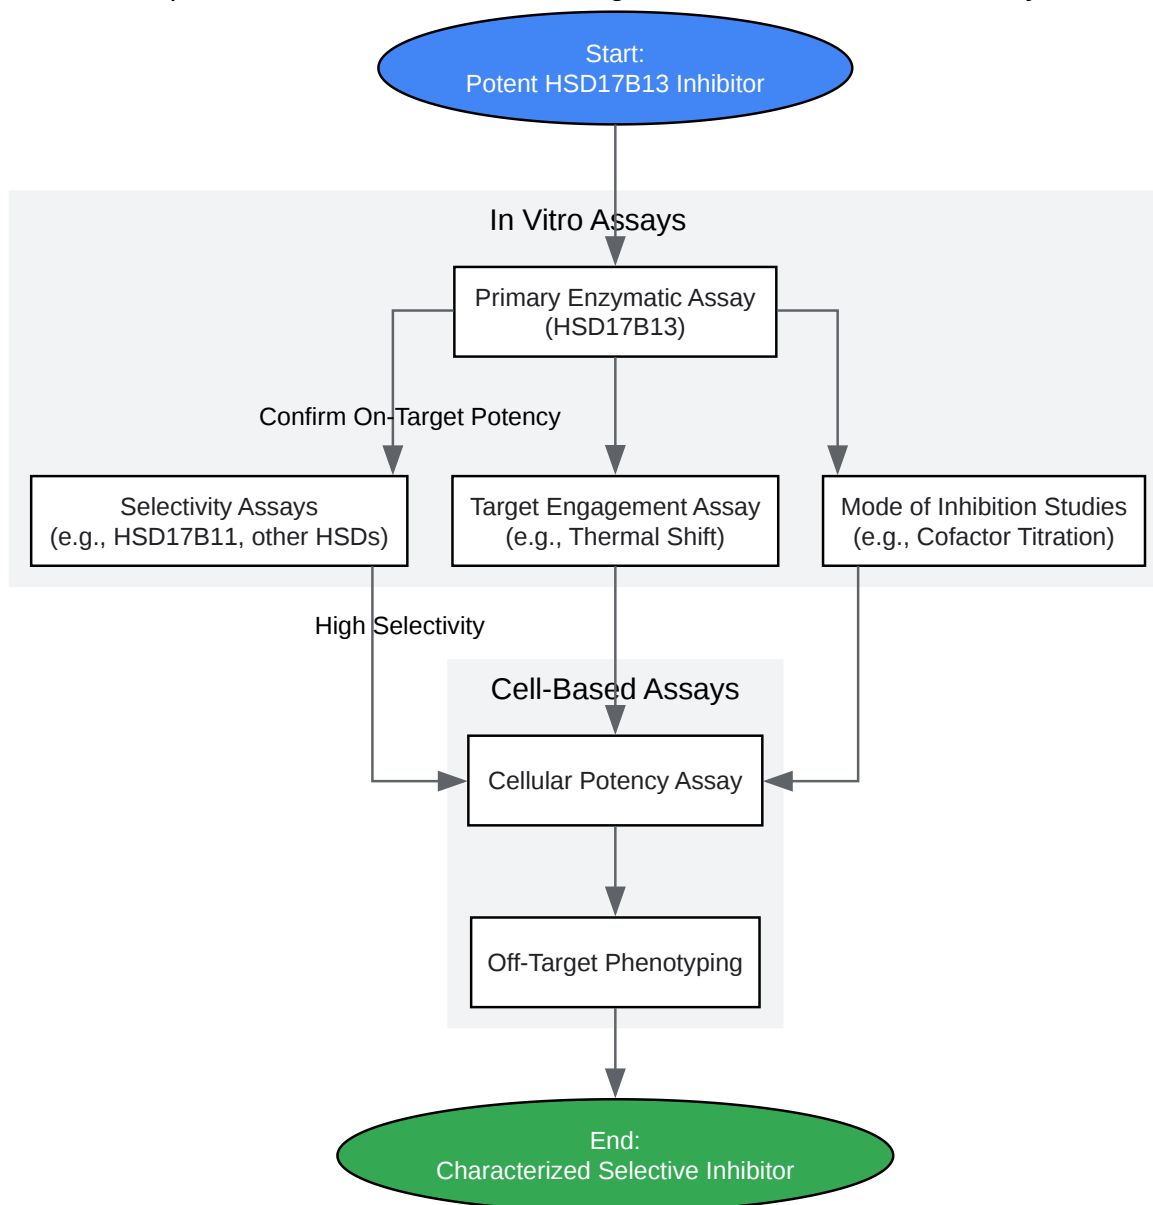 Start:
Potent HSD17B13 Inhibitor
In Vitro Assays
Primary Enzymatic Assay
(HSD17B13)
Confirm On-Target Potency
Selectivity Assays
(e.g., HSD17B11, other HSDs)
Target Engagement Assay
(e.g., Thermal Shift)
Mode of Inhibition Studies
(e.g., Cofactor Titration)
High Selectivity
Cell-Based Assays
Cellular Potency Assay
Off-Target Phenotyping
End:
Characterized Selective Inhibitor